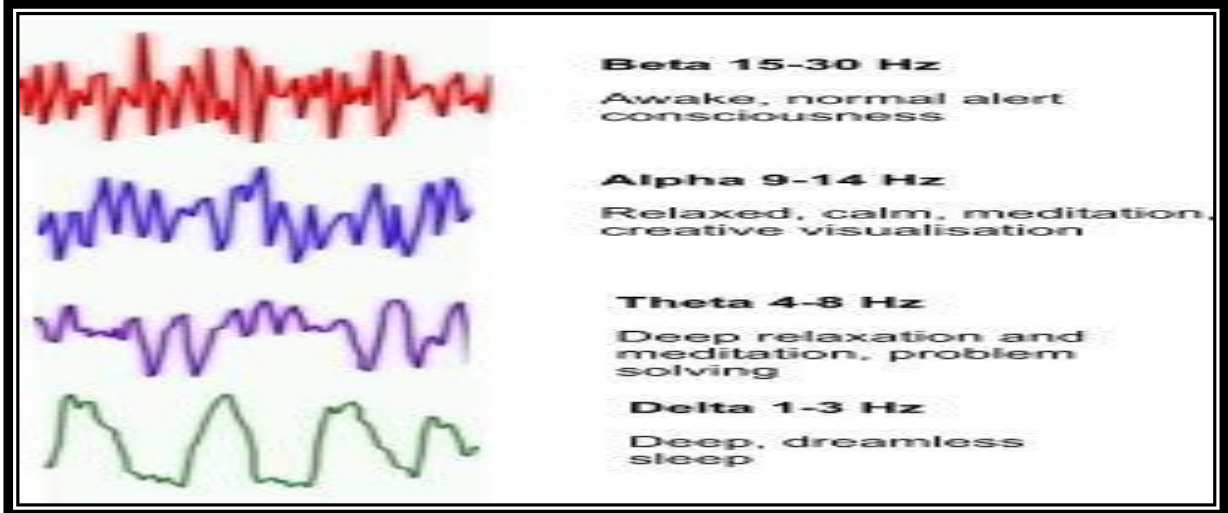 Beta 15-30 Hz
Awake, normal alert
consciousness
Alpha 9-14 Hz
Relaxed, calm, meditation,
creative visualisation
Theta 4-8 Hz
Deep relaxation and
meditation, problem
solving
Delta 1-3 Hz
Deep, dreamless
sleep